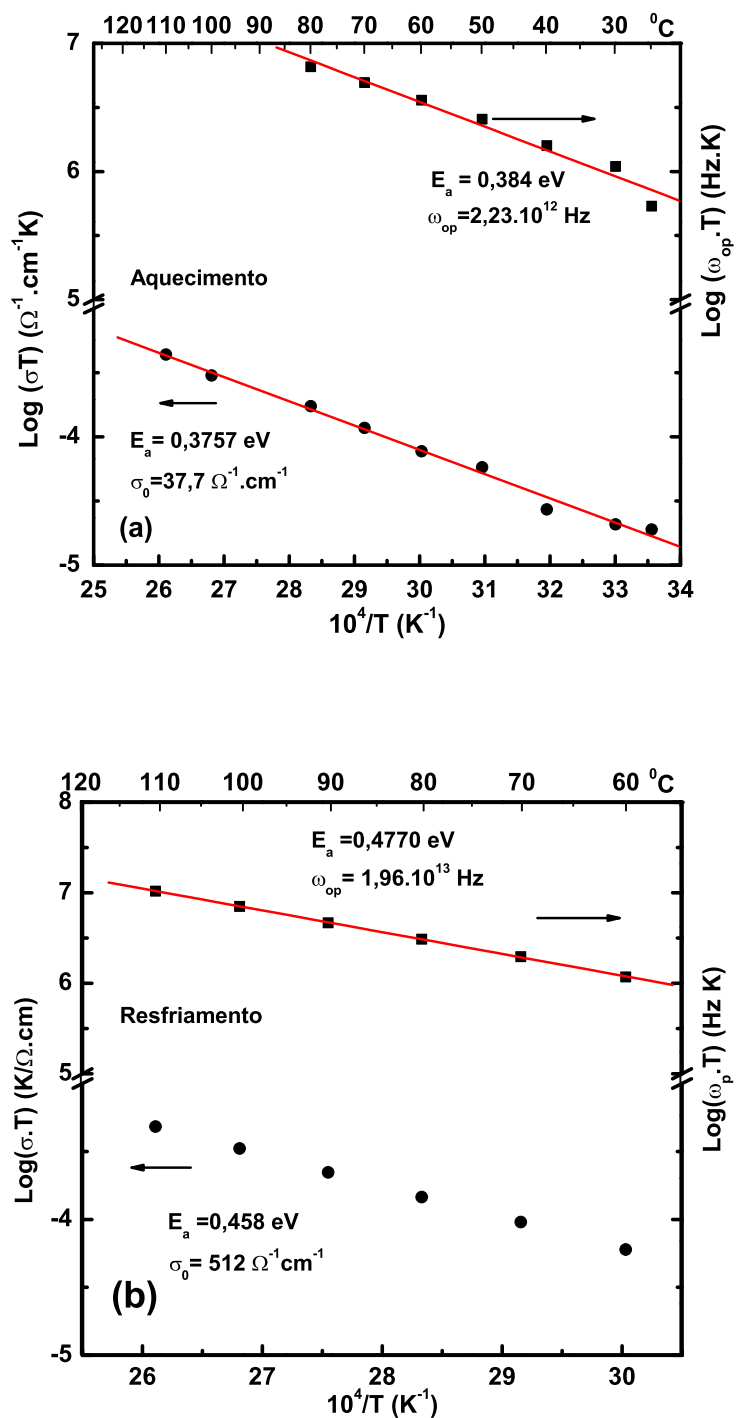 120 110 100 90 80 70 60 50 40 30 ⁰C
7
6
5
-4
-5
Log (σT) (Ω⁻¹.cm⁻¹K)
Log (ω_op.T) (Hz.K)
E_a = 0,384 eV
ω_op=2,23.10¹² Hz
Aquecimento
E_a= 0,3757 eV
σ₀=37,7 Ω⁻¹.cm⁻¹
(a)
25 26 27 28 29 30 31 32 33 34
10⁴/T (K⁻¹)
120 110 100 90 80 70 60 ⁰C
8
7
6
5
-4
-5
Log(σ.T) (K/Ω.cm)
Log(ω_p.T) (Hz K)
E_a =0,4770 eV
ω_op= 1,96.10¹³ Hz
Resfriamento
E_a =0,458 eV
σ₀= 512 Ω⁻¹cm⁻¹
(b)
26 27 28 29 30
10⁴/T (K⁻¹)